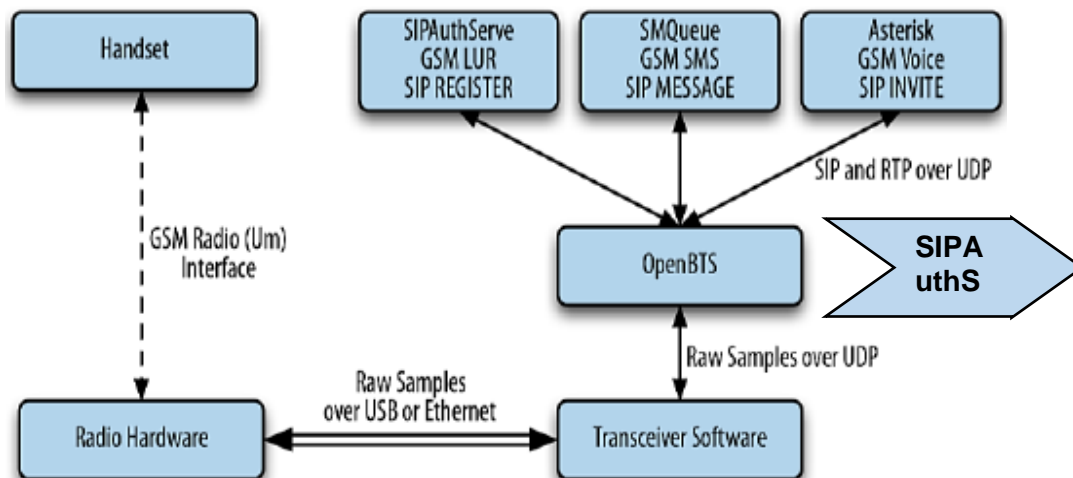 Handset
SIPAuthServe
GSM LUR
SIP REGISTER
SMQueue
GSM SMS
SIP MESSAGE
Asterisk
GSM Voice
SIP INVITE
SIP and RTP over UDP
GSM Radio (Um)
Interface
OpenBTS
SIPA
uthS
Raw Samples over UDP
Raw Samples
over USB or Ethernet
Radio Hardware
Transceiver Software